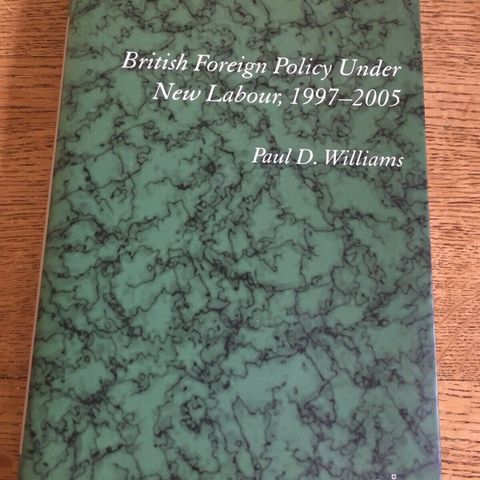 British Foreign Policy Under
New Labour, 1997–2005
Paul D. Williams